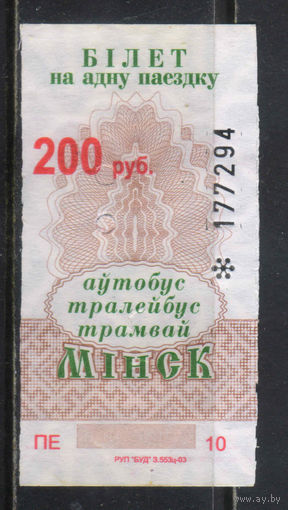 БІЛЕТ
на адну паездку
200 руб.
*177294
аўтобус
тралейбус
трамвай
МІНСК
ПЕ 10
РУП "БУД" З.553ц-03
www.ay.by